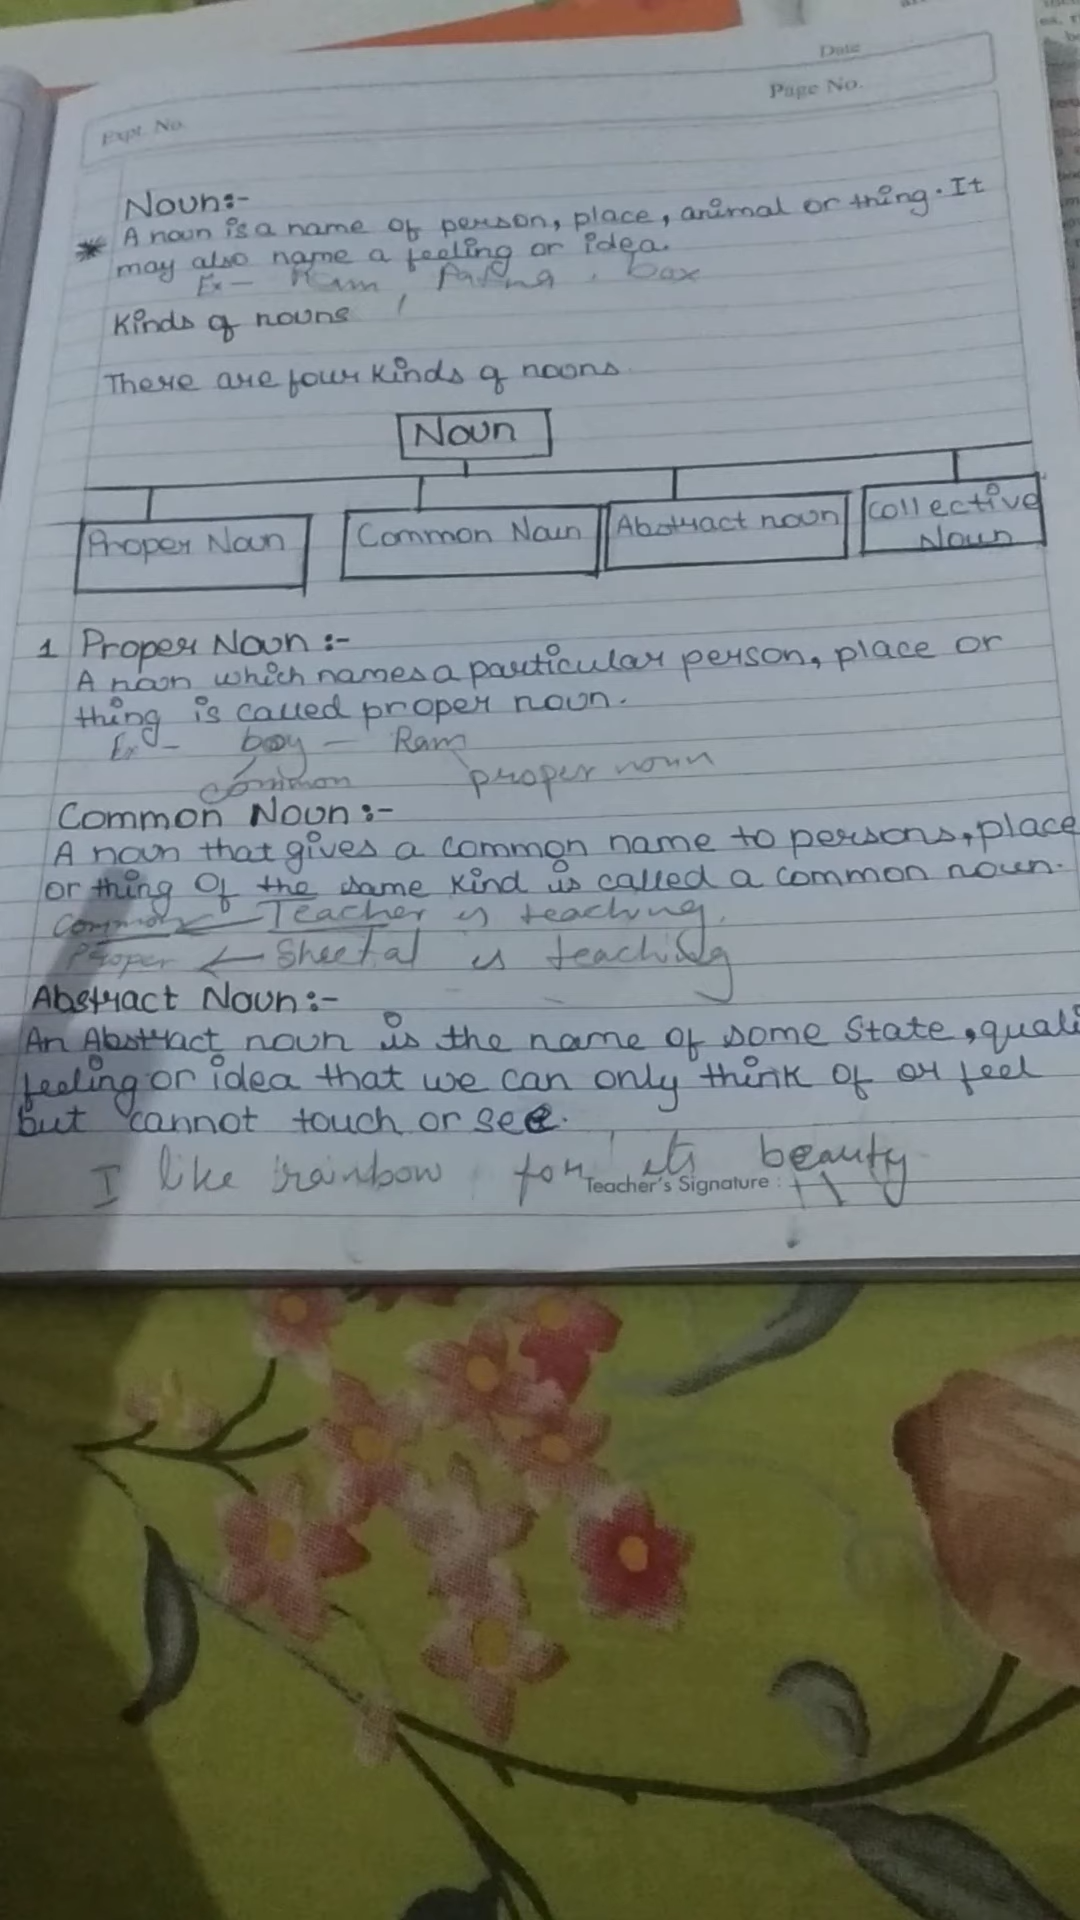 Date
Page No.
Expt. No.
Noun:-
* A noun is a name of person, place, animal or thing. It
may also name a feeling or idea.
Ex - Ram, Patna, box
Kinds of nouns
There are four kinds of noons.
Noun
Proper Noun
Common Noun
Abstract noun
Collective
Noun
1 Proper Noun :-
A noun which names a particular person, place or
thing is called proper noun.
Ex - boy - Ram
common proper noun
Common Noun :-
A noun that gives a common name to persons, place
or thing Of the same kind is called a common noun.
Common ← Teacher is teaching.
Proper ← Sheetal is teaching
Abstract Noun :-
An Abstract noun is the name of some State, quali
feeling or idea that we can only think of or feel
but cannot touch or see.
I like rainbow for its beauty
Teacher's Signature :